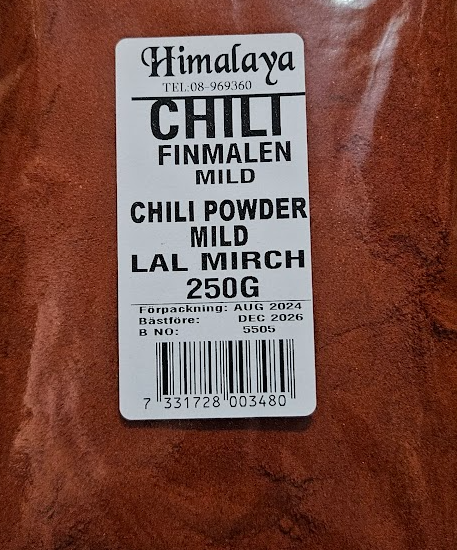 Himalaya
TEL:08-969360
CHILI
FINMALEN
MILD
CHILI POWDER
MILD
LAL MIRCH
250G
Förpackning: AUG 2024
Bästföre: DEC 2026
B NO: 5505
7 331728 003480